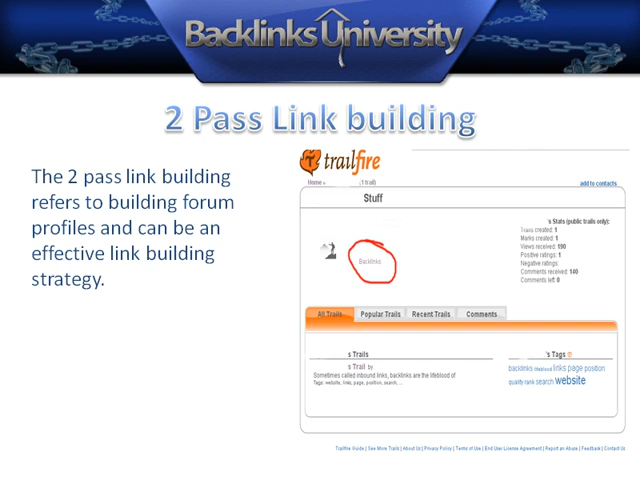 Backlinks University
2 Pass Link building
The 2 pass link building
refers to building forum
profiles and can be an
effective link building
strategy.
trailfire
Home » (1 trail)
add to contacts
Stuff
's Stats (public trails only):
Trails created: 1
Marks created: 1
Views received: 190
Positive ratings: 1
Negative ratings:
Comments received: 140
Comments left: 0
Backlinks
All Trails Popular Trails Recent Trails Comments
s Trails
s Trail by
Sometimes called inbound links, backlinks are the lifeblood of
Tags: website, links, page, position, search, ...
's Tags
backlinks lifeblood links page position
quality rank search website
Trailfire Inside | See More Trails | About Us | Privacy Policy | Terms of Use | End User License Agreement | Report an Abuse | Feedback | Contact Us